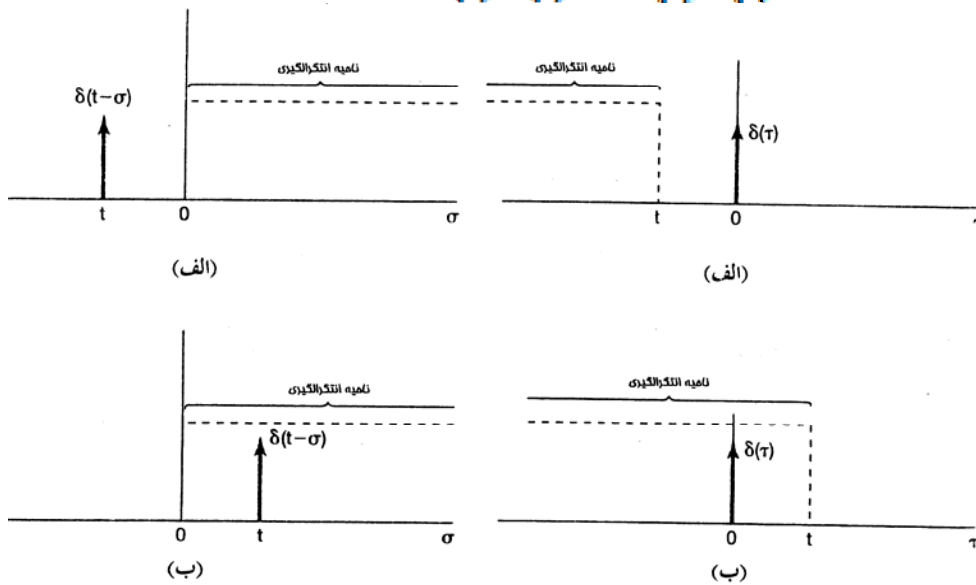 ناحیه انتگرالگیری
δ(t−σ)
t
0
σ
(الف)
ناحیه انتگرالگیری
δ(τ)
t
0
(الف)
ناحیه انتگرالگیری
δ(t−σ)
0
t
σ
(ب)
ناحیه انتگرالگیری
δ(τ)
0
t
τ
(ب)